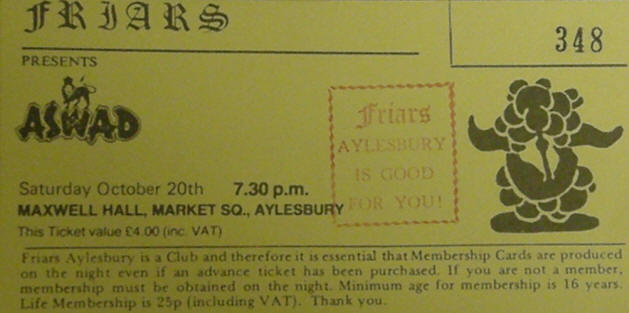 FRIARS
348
PRESENTS
ASWAD
Friars
AYLESBURY
IS GOOD
FOR YOU!
Saturday October 20th 7.30 p.m.
MAXWELL HALL, MARKET SQ., AYLESBURY
This Ticket value £4.00 (inc. VAT)
Friars Aylesbury is a Club and therefore it is essential that Membership Cards are produced
on the night even if an advance ticket has been purchased. If you are not a member,
membership must be obtained on the night. Minimum age for membership is 16 years.
Life Membership is 25p (including VAT). Thank you.